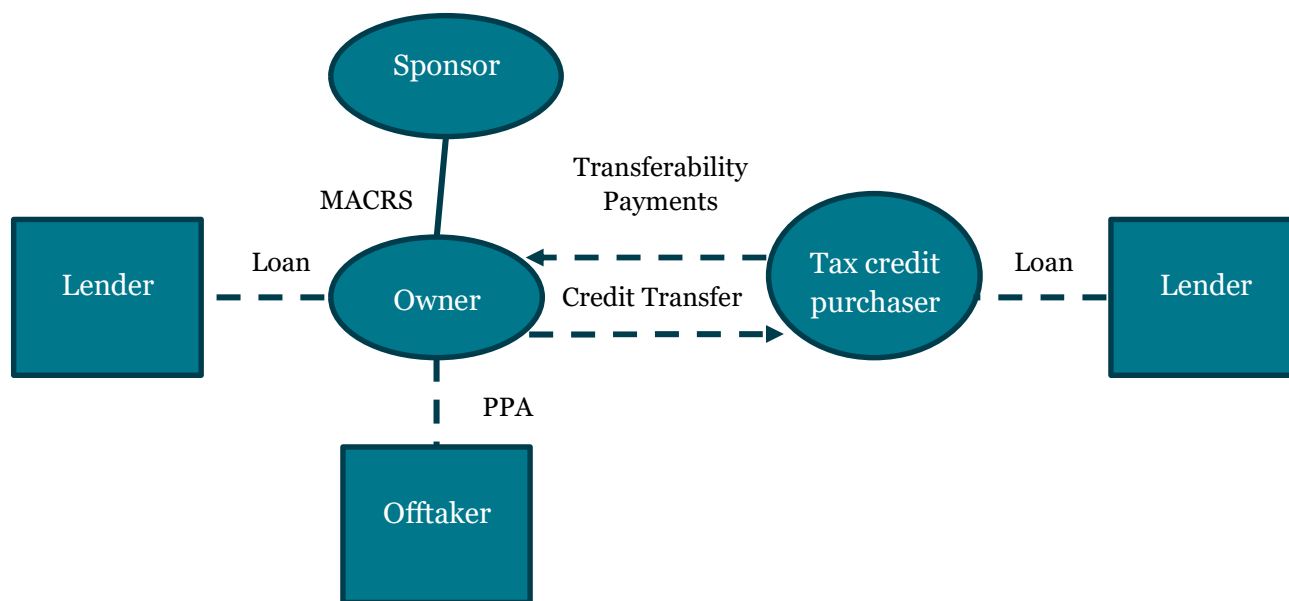 Sponsor
Transferability
Payments
MACRS
Lender
Loan
Owner
Credit Transfer
Tax credit
purchaser
Loan
Lender
PPA
Offtaker